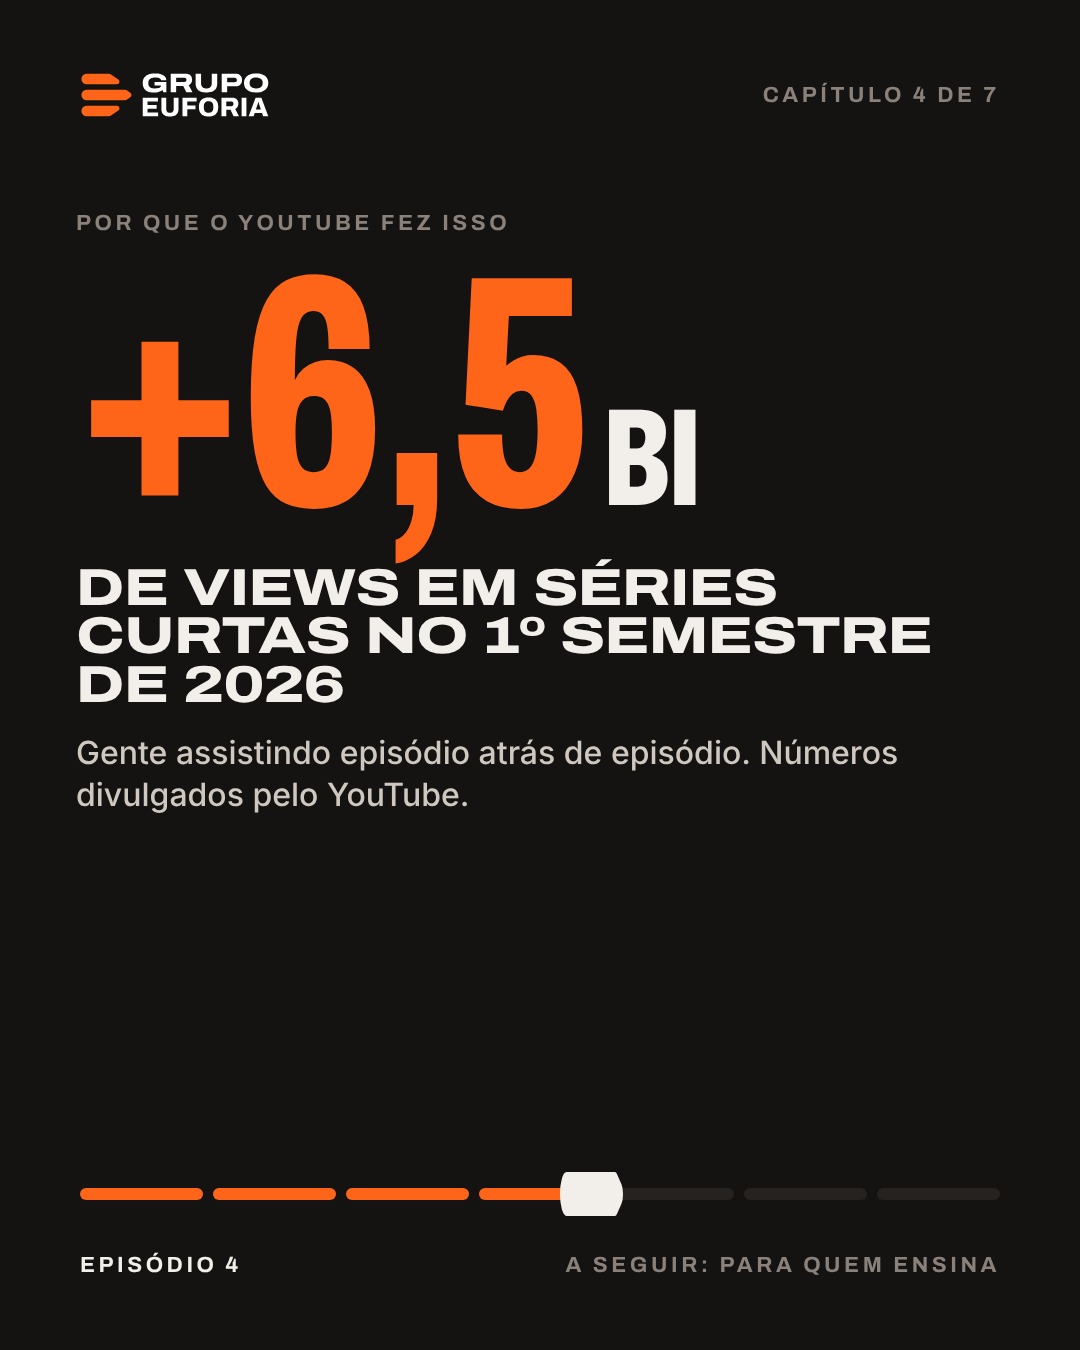 GRUPO
EUFORIA
CAPÍTULO 4 DE 7
POR QUE O YOUTUBE FEZ ISSO
+6,5 BI
DE VIEWS EM SÉRIES
CURTAS NO 1º SEMESTRE
DE 2026
Gente assistindo episódio atrás de episódio. Números
divulgados pelo YouTube.
EPISÓDIO 4
A SEGUIR: PARA QUEM ENSINA